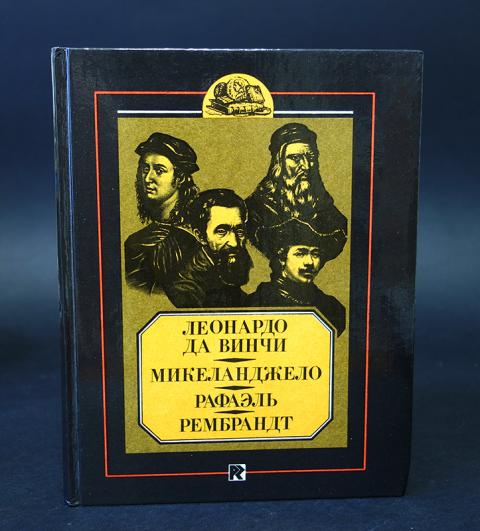 ЛЕОНАРДО
ДА ВИНЧИ
МИКЕЛАНДЖЕЛО
РАФАЭЛЬ
РЕМБРАНДТ